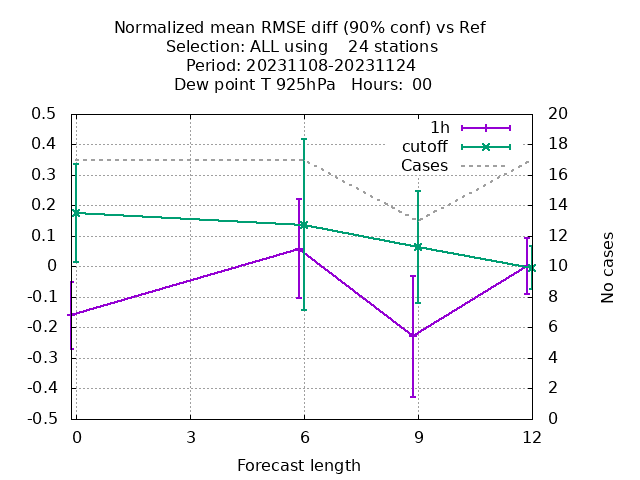 Normalized mean RMSE diff (90% conf) vs Ref
Selection: ALL using    24 stations
Period: 20231108-20231124
Dew point T 925hPa   Hours:  00
0.5
0.4
0.3
0.2
0.1
0
-0.1
-0.2
-0.3
-0.4
-0.5
1h
cutoff
Cases
20
18
16
14
12
10
8
6
4
2
0
No cases
0 3 6 9 12
Forecast length